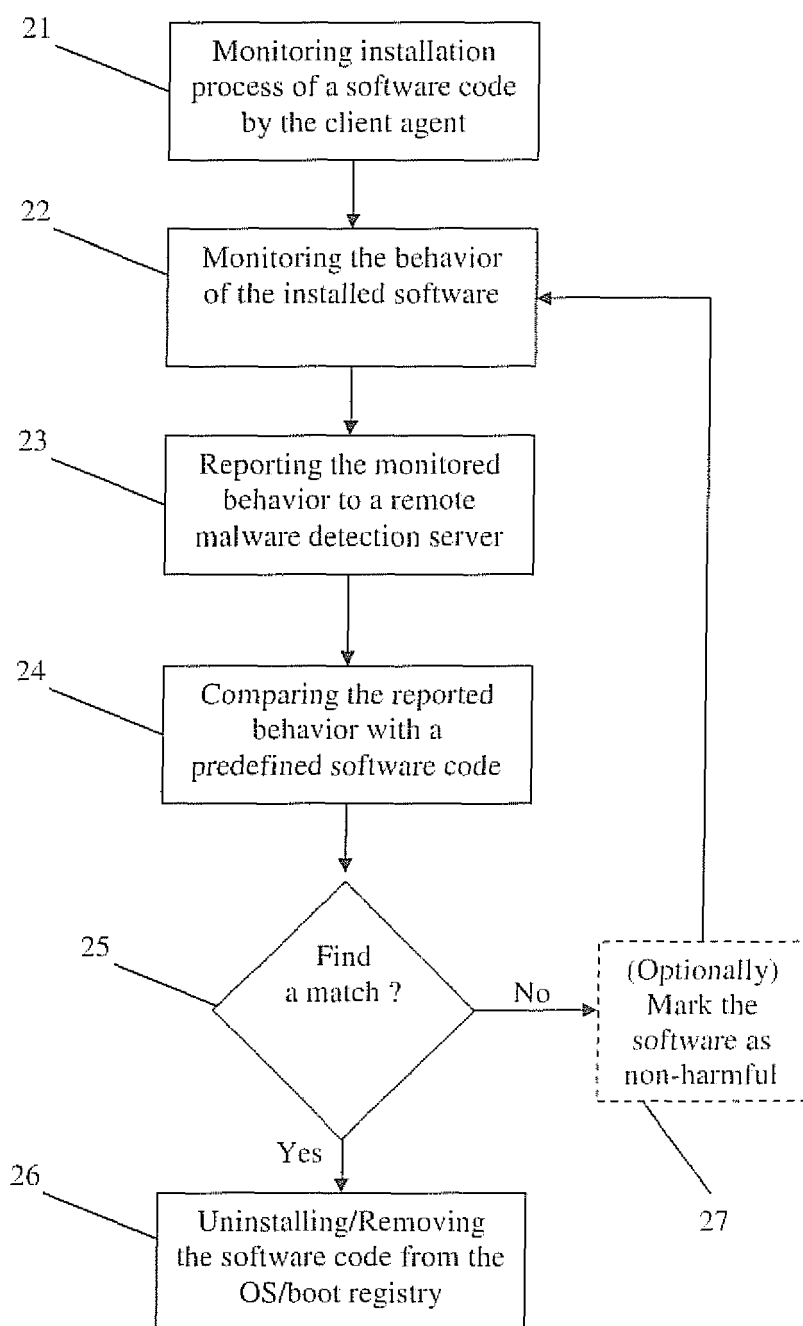 21
Monitoring installation
process of a software code
by the client agent
22
Monitoring the behavior
of the installed software
23
Reporting the monitored
behavior to a remote
malware detection server
24
Comparing the reported
behavior with a
predefined software code
25
Find
a match ?
No
(Optionally)
Mark the
software as
non-harmful
27
Yes
26
Uninstalling/Removing
the software code from the
OS/boot registry